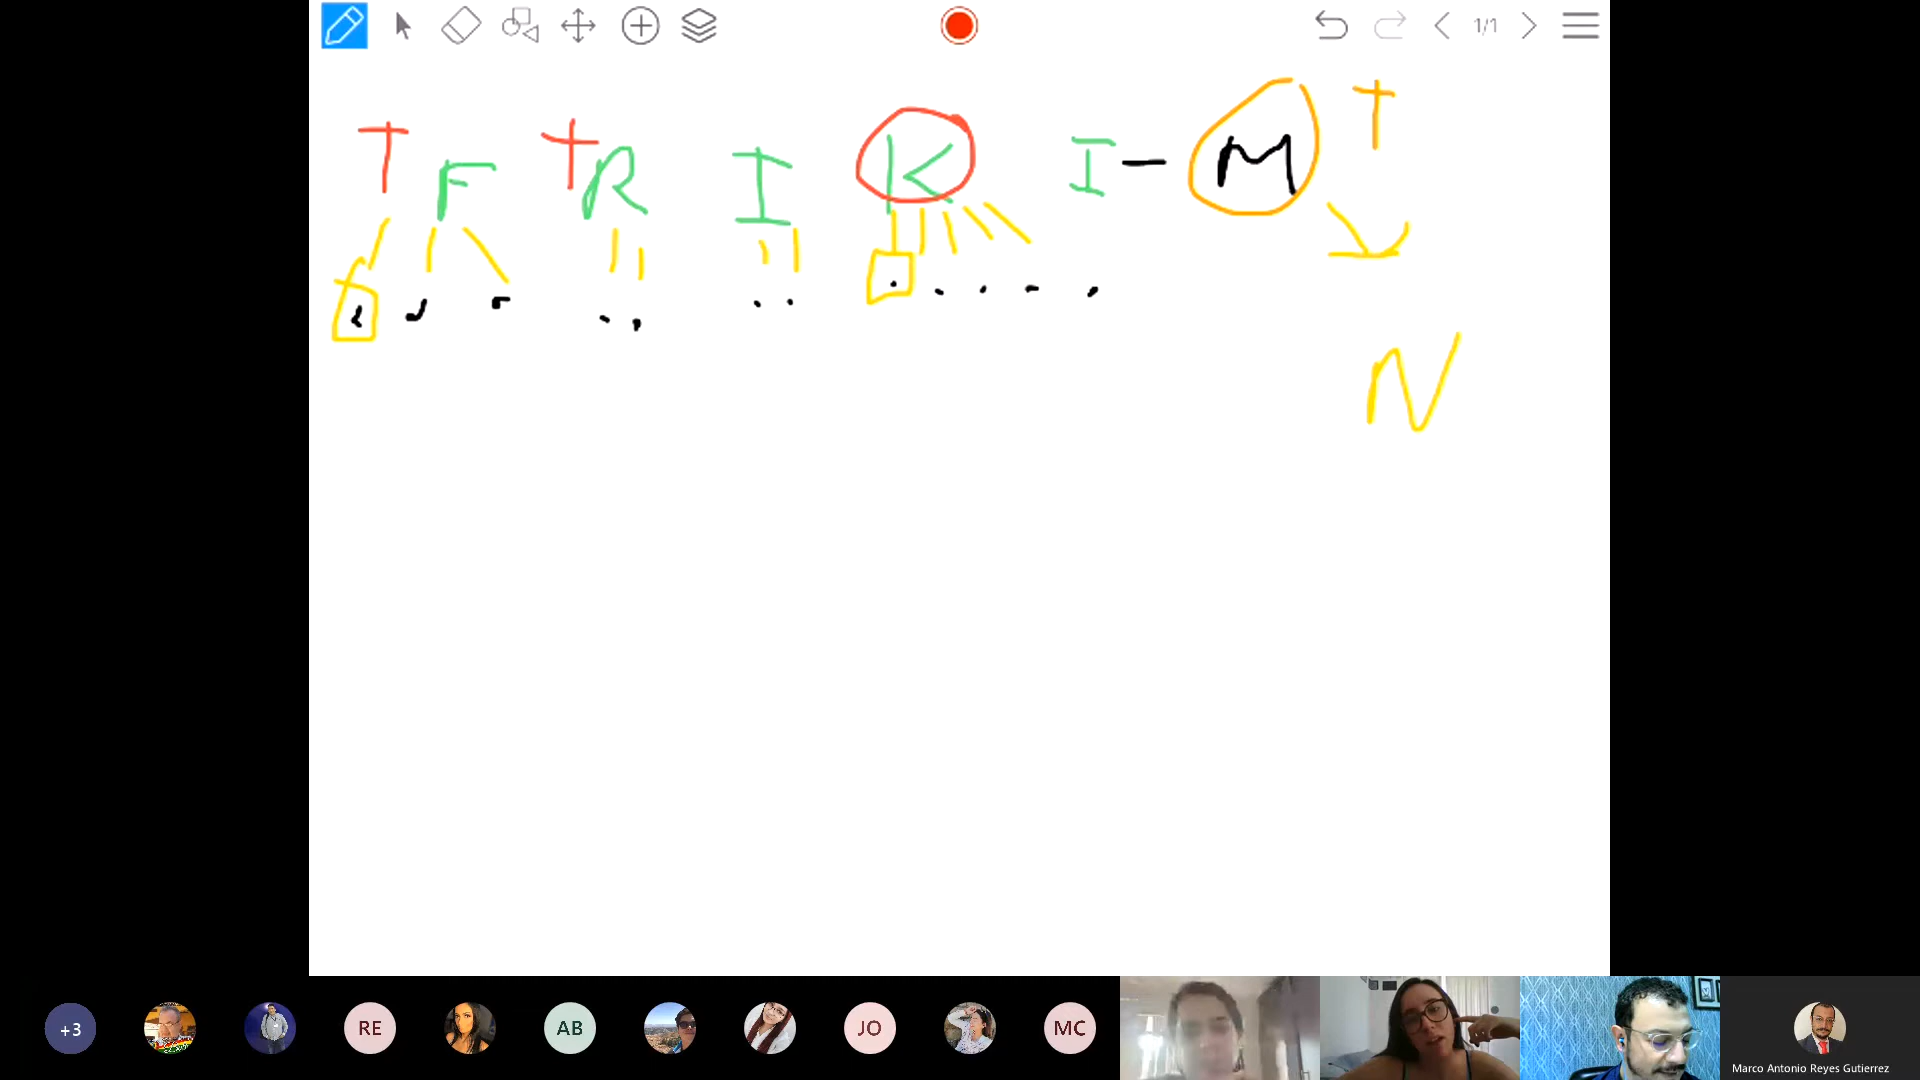 1/1
T F T R I K I - M T
N
+3 RE AB JO MC
Marco Antonio Reyes Gutierrez